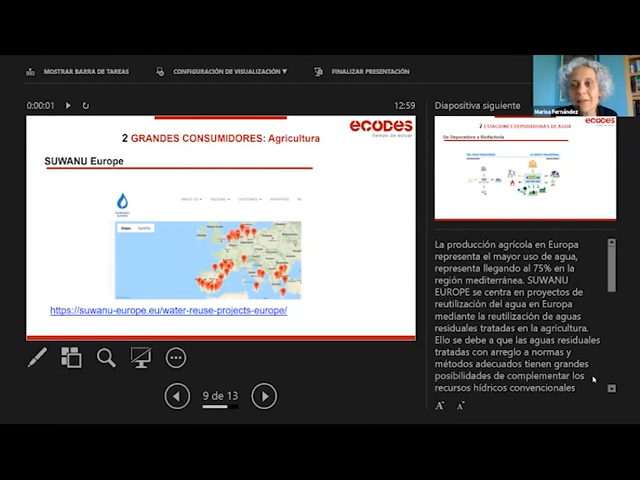 MOSTRAR BARRA DE TAREAS
CONFIGURACIÓN DE VISUALIZACIÓN ▼
FINALIZAR PRESENTACIÓN
Marisa Fernández
0:00:01
12:59
Diapositiva siguiente
ecodes
tiempo de actuar
2 GRANDES CONSUMIDORES: Agricultura
SUWANU Europe
Mapa
https://suwanu-europe.eu/water-reuse-projects-europe/
9 de 13
ecodes
2 ESTACIONES DEPURADORAS DE AGUA
De Depuradora a Biofactoría
La producción agrícola en Europa
representa el mayor uso de agua,
representa llegando al 75% en la
región mediterránea. SUWANU
EUROPE se centra en proyectos de
reutilización del agua en Europa
mediante la reutilización de aguas
residuales tratadas en la agricultura.
Ello se debe a que las aguas residuales
tratadas con arreglo a normas y
métodos adecuados tienen grandes
posibilidades de complementar los
recursos hídricos convencionales
A A